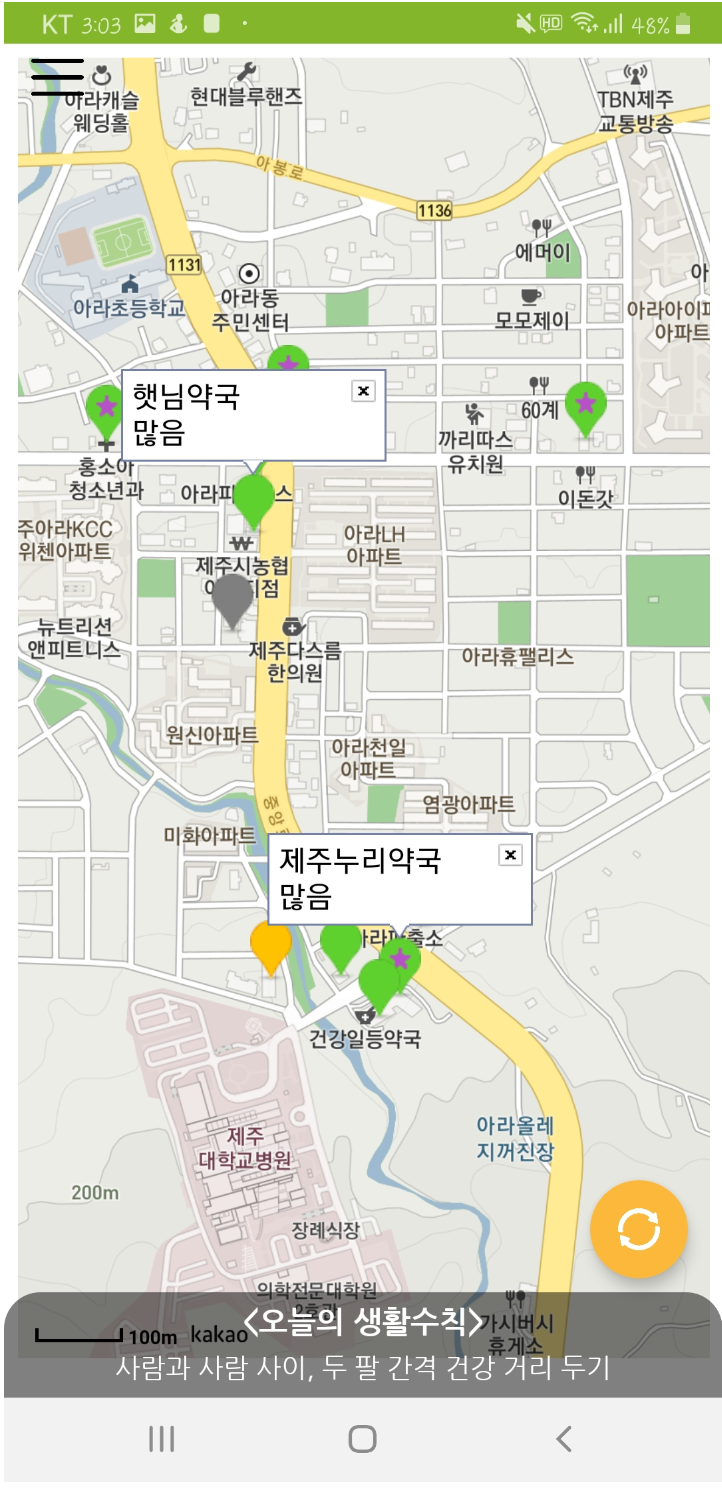 KT 3:03
HD
48%
아라캐슬
웨딩홀
현대블루핸즈
TBN제주
교통방송
아봉로
1136
에머이
1131
아라동
주민센터
아라초등학교
모모제이
아라아이파
아파트
햇님약국
많음
60계
까리따스
유치원
홍소아
청소년과
이돈갓
스
주아라KCC
위첸아파트
아라LH
아파트
제주시농협
지점
뉴트리션
앤피트니스
제주다스름
한의원
아라휴팰리스
원신아파트
아라천일
아파트
염광아파트
중앙
미화아파트
제주누리약국
많음
출소
건강일등약국
아라올레
지꺼진장
제주
대학교병원
200m
장례식장
의학전문대학원
2호관
<오늘의 생활수칙>
가시버시
휴게소
100m kakao
사람과 사람 사이, 두 팔 간격 건강 거리 두기